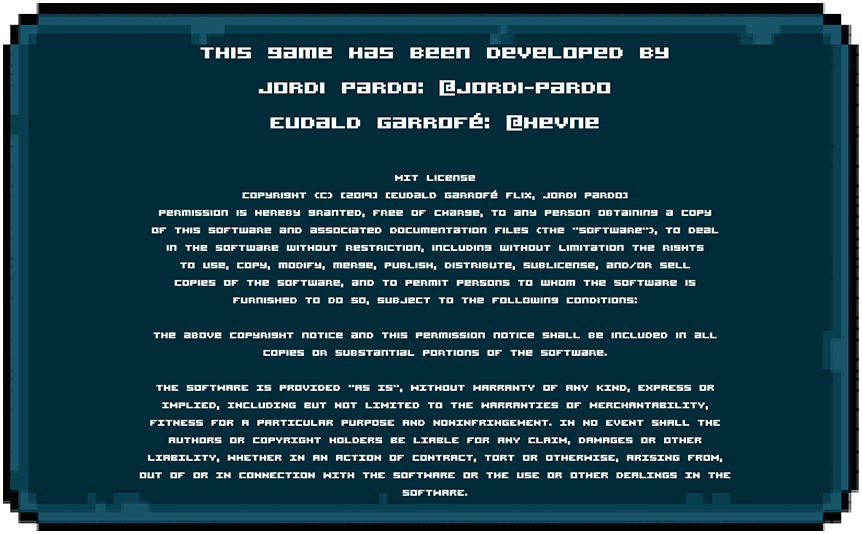 THIS GAME HAS BEEN DEVELOPED BY
JORDI PARDO: @JORDI-PARDO
EUDALD GARROFÉ: @HEVNE
MIT LICENSE
COPYRIGHT (C) [2019] [EUDALD GARROFÉ FLIX, JORDI PARDO]
PERMISSION IS HEREBY GRANTED, FREE OF CHARGE, TO ANY PERSON OBTAINING A COPY
OF THIS SOFTWARE AND ASSOCIATED DOCUMENTATION FILES (THE "SOFTWARE"), TO DEAL
IN THE SOFTWARE WITHOUT RESTRICTION, INCLUDING WITHOUT LIMITATION THE RIGHTS
TO USE, COPY, MODIFY, MERGE, PUBLISH, DISTRIBUTE, SUBLICENSE, AND/OR SELL
COPIES OF THE SOFTWARE, AND TO PERMIT PERSONS TO WHOM THE SOFTWARE IS
FURNISHED TO DO SO, SUBJECT TO THE FOLLOWING CONDITIONS:
THE ABOVE COPYRIGHT NOTICE AND THIS PERMISSION NOTICE SHALL BE INCLUDED IN ALL
COPIES OR SUBSTANTIAL PORTIONS OF THE SOFTWARE.
THE SOFTWARE IS PROVIDED "AS IS", WITHOUT WARRANTY OF ANY KIND, EXPRESS OR
IMPLIED, INCLUDING BUT NOT LIMITED TO THE WARRANTIES OF MERCHANTABILITY,
FITNESS FOR A PARTICULAR PURPOSE AND NONINFRINGEMENT. IN NO EVENT SHALL THE
AUTHORS OR COPYRIGHT HOLDERS BE LIABLE FOR ANY CLAIM, DAMAGES OR OTHER
LIABILITY, WHETHER IN AN ACTION OF CONTRACT, TORT OR OTHERWISE, ARISING FROM,
OUT OF OR IN CONNECTION WITH THE SOFTWARE OR THE USE OR OTHER DEALINGS IN THE
SOFTWARE.